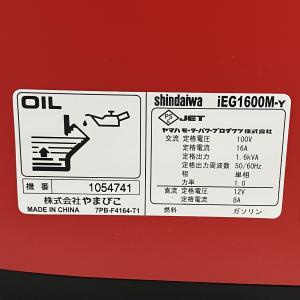 OIL
機番 1054741
株式会社やまびこ
MADE IN CHINA 7PB-F4164-T1
shindaiwa iEG1600M-Y
PS E JET
ヤマハモーターパワープロダクツ株式会社
交流 定格電圧 100V
定格電流 16A
定格出力 1.6kVA
定格周波数 50/60Hz
相 単相
力率 1.0
直流 定格電圧 12V
定格電流 8A
燃料 ガソリン